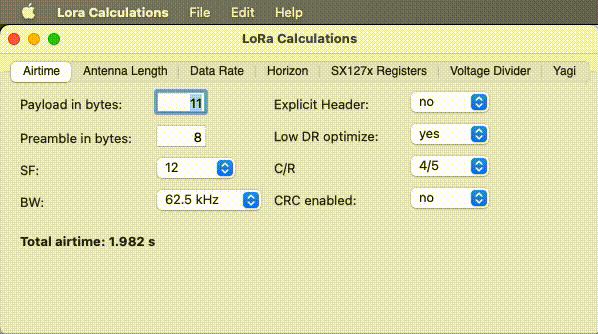 Lora Calculations File Edit Help
LoRa Calculations
Airtime Antenna Length Data Rate Horizon SX127x Registers Voltage Divider Yagi
Payload in bytes: 11 Explicit Header: no
Preamble in bytes: 8 Low DR optimize: yes
SF: 12 C/R 4/5
BW: 62.5 kHz CRC enabled: no
Total airtime: 1.982 s